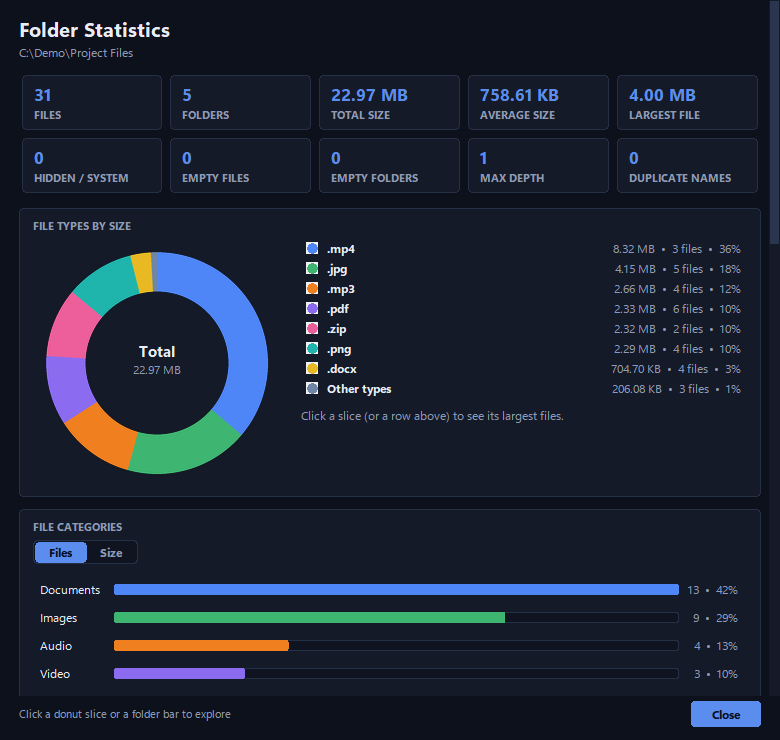 Folder Statistics
C:\Demo\Project Files
31 5 22.97 MB 758.61 KB 4.00 MB
FILES FOLDERS TOTAL SIZE AVERAGE SIZE LARGEST FILE
0 0 0 1 0
HIDDEN / SYSTEM EMPTY FILES EMPTY FOLDERS MAX DEPTH DUPLICATE NAMES
FILE TYPES BY SIZE
Total
22.97 MB
.mp4 8.32 MB • 3 files • 36%
.jpg 4.15 MB • 5 files • 18%
.mp3 2.66 MB • 4 files • 12%
.pdf 2.33 MB • 6 files • 10%
.zip 2.32 MB • 2 files • 10%
.png 2.29 MB • 4 files • 10%
.docx 704.70 KB • 4 files • 3%
Other types 206.08 KB • 3 files • 1%
Click a slice (or a row above) to see its largest files.
FILE CATEGORIES
Files Size
Documents 13 • 42%
Images 9 • 29%
Audio 4 • 13%
Video 3 • 10%
Click a donut slice or a folder bar to explore
Close